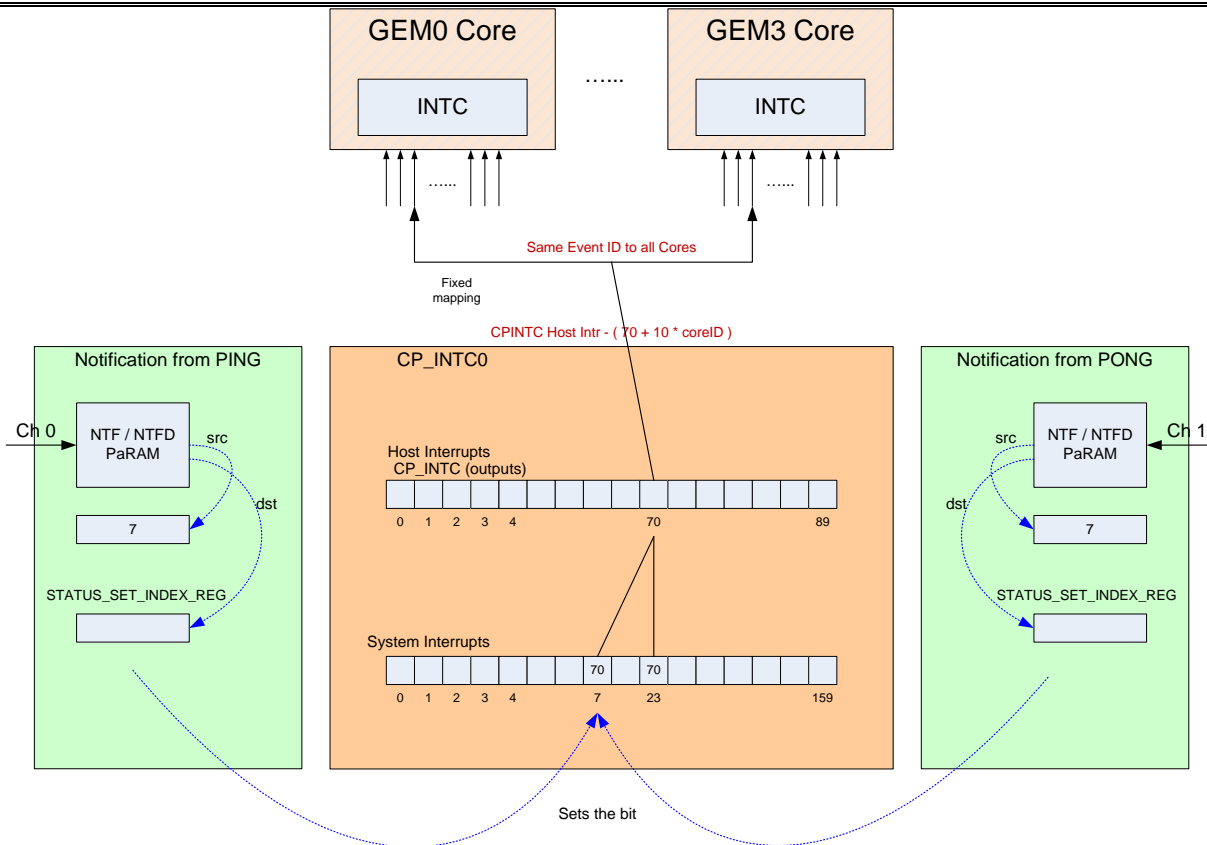 GEM0 Core
GEM3 Core
…...
INTC
INTC
…...
…...
Same Event ID to all Cores
Fixed
mapping
CPINTC Host Intr - ( 70 + 10 * coreID )
Notification from PING
CP_INTC0
Notification from PONG
Ch 0
NTF / NTFD
PaRAM
src
dst
7
STATUS_SET_INDEX_REG
Host Interrupts
CP_INTC (outputs)
0 1 2 3 4 70 89
System Interrupts
70 70
0 1 2 3 4 7 23 159
Ch 1
NTF / NTFD
PaRAM
src
dst
7
STATUS_SET_INDEX_REG
Sets the bit